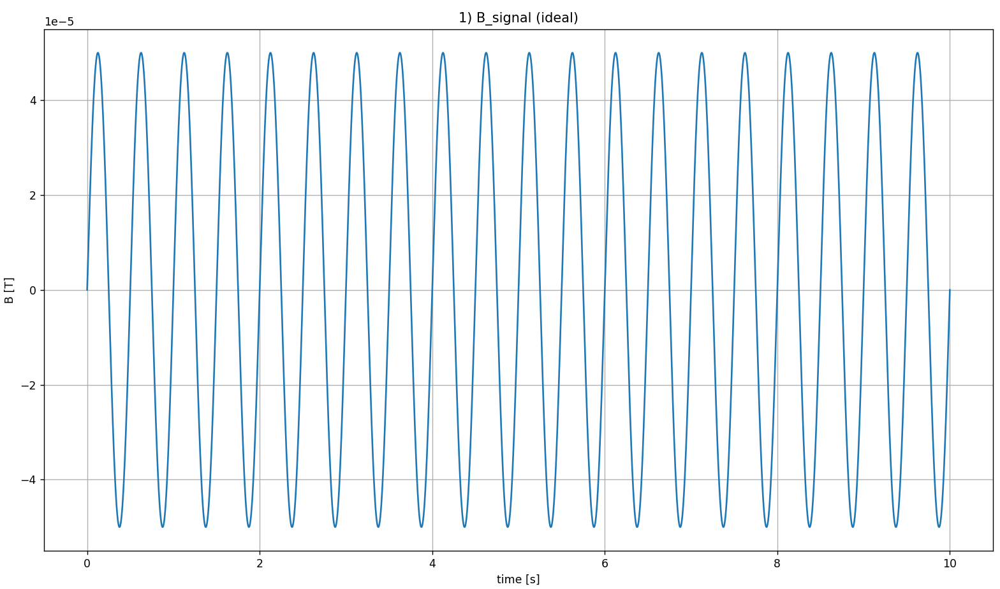 1) B_signal (ideal)
1e−5
4
2
0
−2
−4
B [T]
0 2 4 6 8 10
time [s]